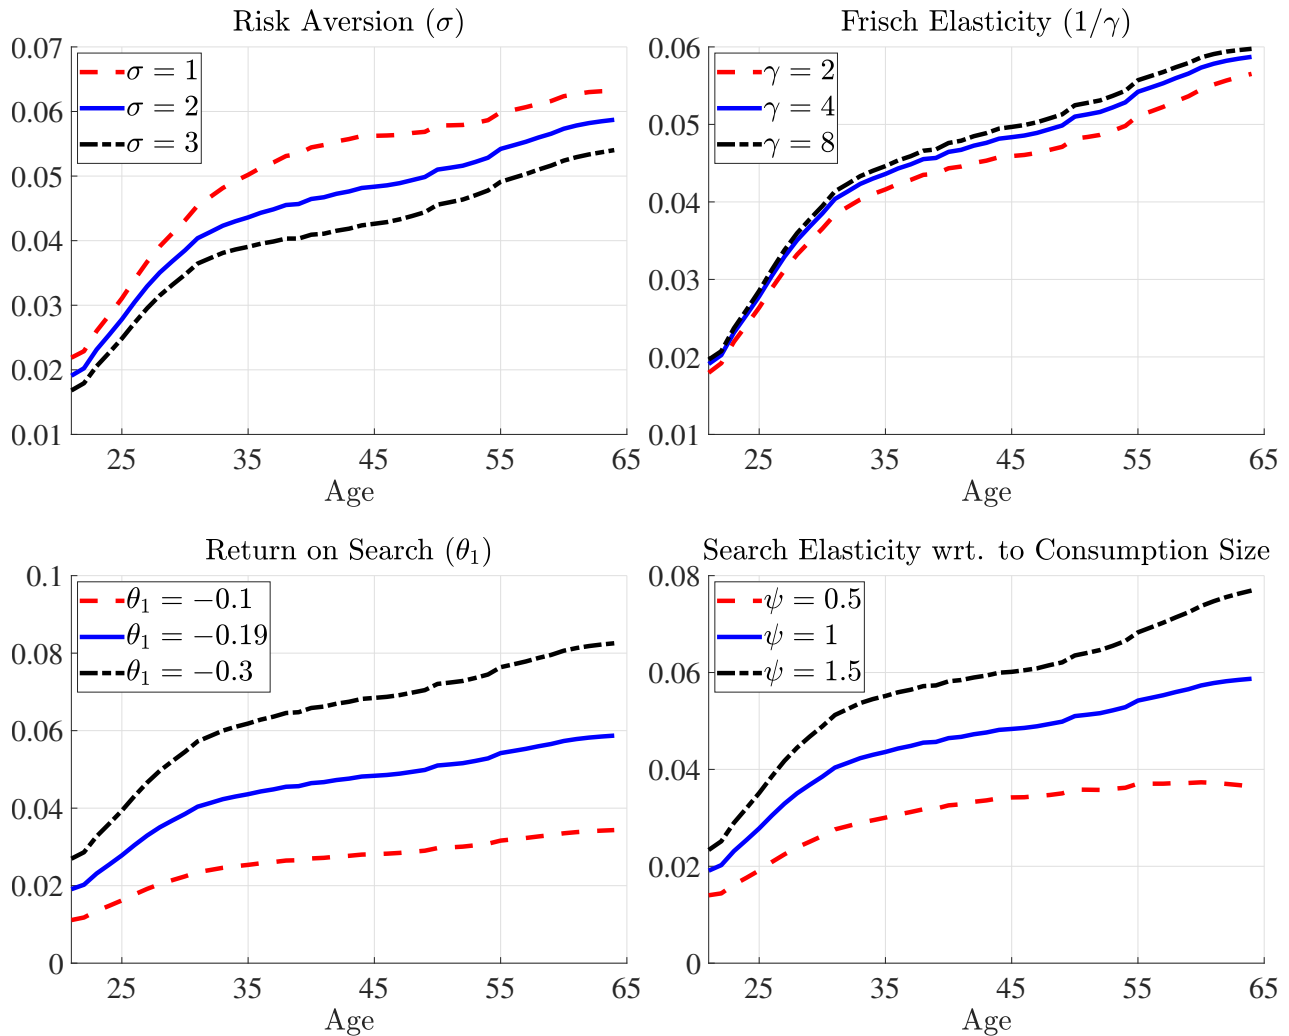 Risk Aversion (σ)
0.07
0.06
0.05
0.04
0.03
0.02
0.01
σ = 1
σ = 2
σ = 3
25 35 45 55 65
Age
Frisch Elasticity (1/γ)
0.06
0.05
0.04
0.03
0.02
0.01
γ = 2
γ = 4
γ = 8
25 35 45 55 65
Age
Return on Search (θ₁)
0.1
0.08
0.06
0.04
0.02
0
θ₁ = −0.1
θ₁ = −0.19
θ₁ = −0.3
25 35 45 55 65
Age
Search Elasticity wrt. to Consumption Size
0.08
0.06
0.04
0.02
0
ψ = 0.5
ψ = 1
ψ = 1.5
25 35 45 55 65
Age